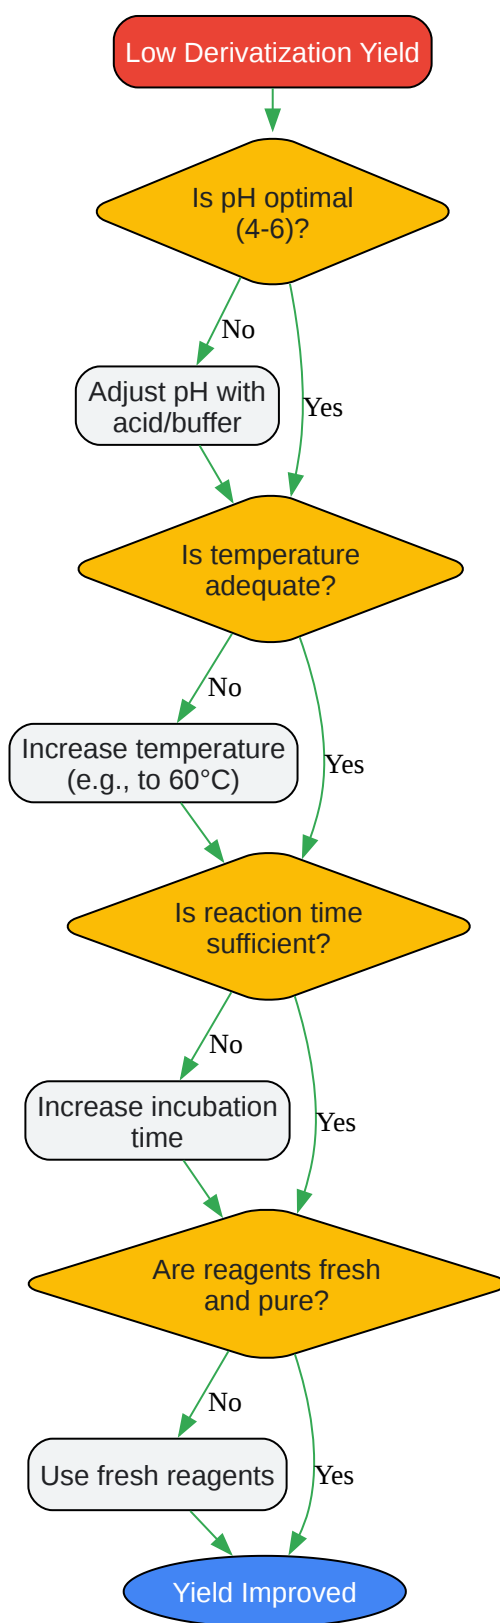 Low Derivatization Yield
Is pH optimal
(4-6)?
No
Adjust pH with
acid/buffer
Yes
Is temperature
adequate?
No
Increase temperature
(e.g., to 60°C)
Yes
Is reaction time
sufficient?
No
Increase incubation
time
Yes
Are reagents fresh
and pure?
No
Use fresh reagents
Yes
Yield Improved